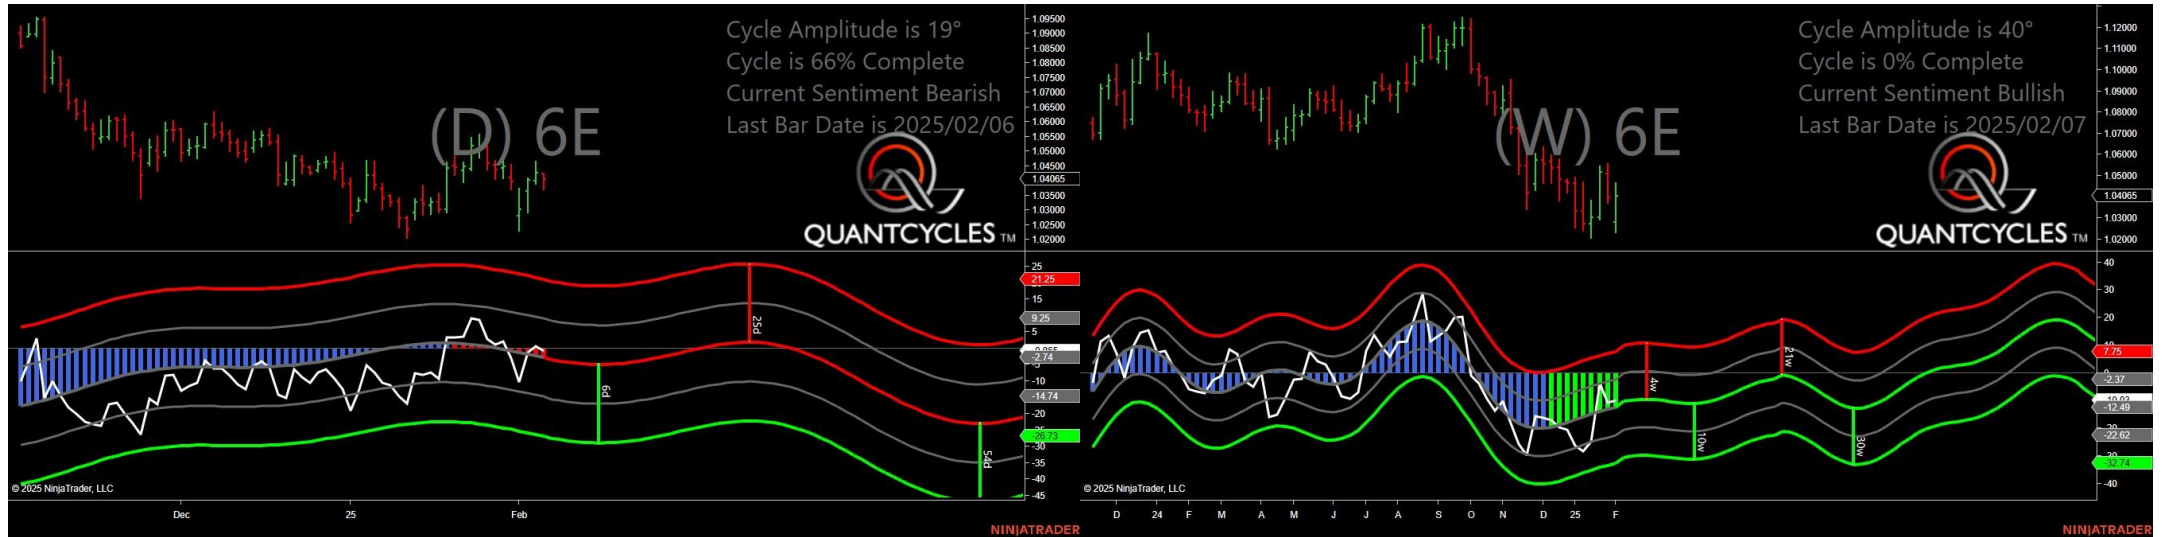 Cycle Amplitude is 19°
Cycle is 66% Complete
Current Sentiment Bearish
Last Bar Date is 2025/02/06
(D) 6E
QUANTCYCLES TM
1.09500
1.09000
1.08500
1.08000
1.07500
1.07000
1.06500
1.06000
1.05500
1.05000
1.04500
1.04065
1.03500
1.03000
1.02500
1.02000
25
21.25
15
9.25
5
-2.74
-5
-10
-14.74
-20
-26.73
-30
-35
-40
-45
6d
25d
54d
© 2025 NinjaTrader, LLC
Dec
25
Feb
NINJATRADER
Cycle Amplitude is 40°
Cycle is 0% Complete
Current Sentiment Bullish
Last Bar Date is 2025/02/07
(W) 6E
QUANTCYCLES TM
1.12000
1.11000
1.10000
1.09000
1.08000
1.07000
1.06000
1.05000
1.04065
1.03000
1.02000
40
30
20
7.75
-2.37
-12.49
-22.62
-32.74
-40
4w
10w
21w
30w
© 2025 NinjaTrader, LLC
D 24 F M A M J J A S O N D 25 F
NINJATRADER